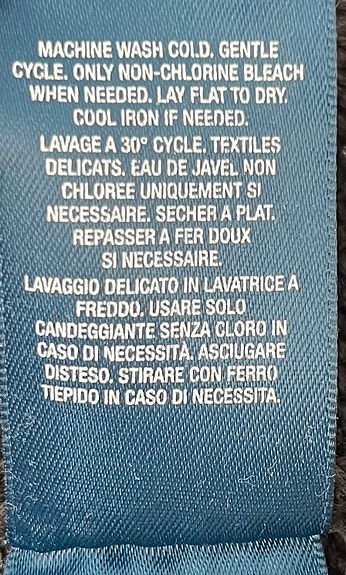 MACHINE WASH COLD. GENTLE
CYCLE. ONLY NON-CHLORINE BLEACH
WHEN NEEDED. LAY FLAT TO DRY.
COOL IRON IF NEEDED.
LAVAGE A 30° CYCLE. TEXTILES
DELICATS. EAU DE JAVEL NON
CHLOREE UNIQUEMENT SI
NECESSAIRE. SECHER A PLAT.
REPASSER A FER DOUX
SI NECESSAIRE.
LAVAGGIO DELICATO IN LAVATRICE A
FREDDO. USARE SOLO
CANDEGGIANTE SENZA CLORO IN
CASO DI NECESSITÀ. ASCIUGARE
DISTESO. STIRARE CON FERRO
TIEPIDO IN CASO DI NECESSITÀ.